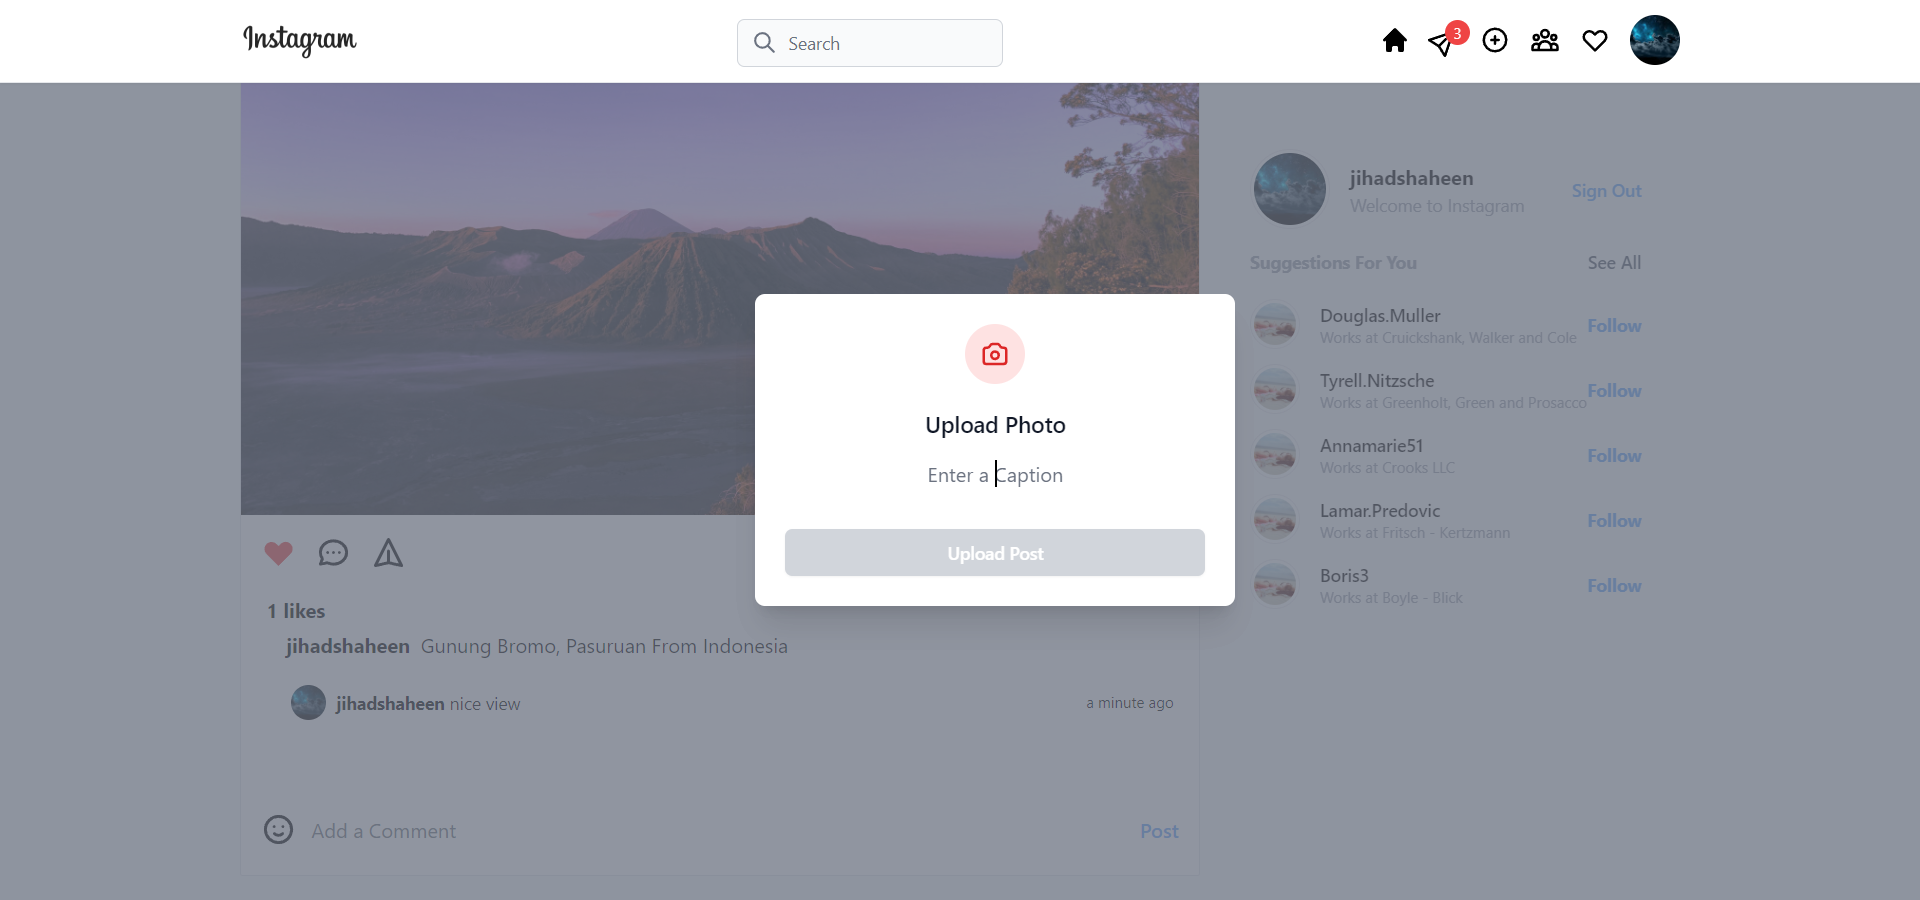 Instagram
Search
3
jihadshaheen
Welcome to Instagram
Sign Out
Suggestions For You
See All
Douglas.Muller
Works at Cruickshank, Walker and Cole
Follow
Tyrell.Nitzsche
Works at Greenholt, Green and Prosacco
Follow
Annamarie51
Works at Crooks LLC
Follow
Lamar.Predovic
Works at Fritsch - Kertzmann
Follow
Boris3
Works at Boyle - Blick
Follow
Upload Photo
Enter a Caption
Upload Post
1 likes
jihadshaheen Gunung Bromo, Pasuruan From Indonesia
jihadshaheen nice view
a minute ago
Add a Comment
Post